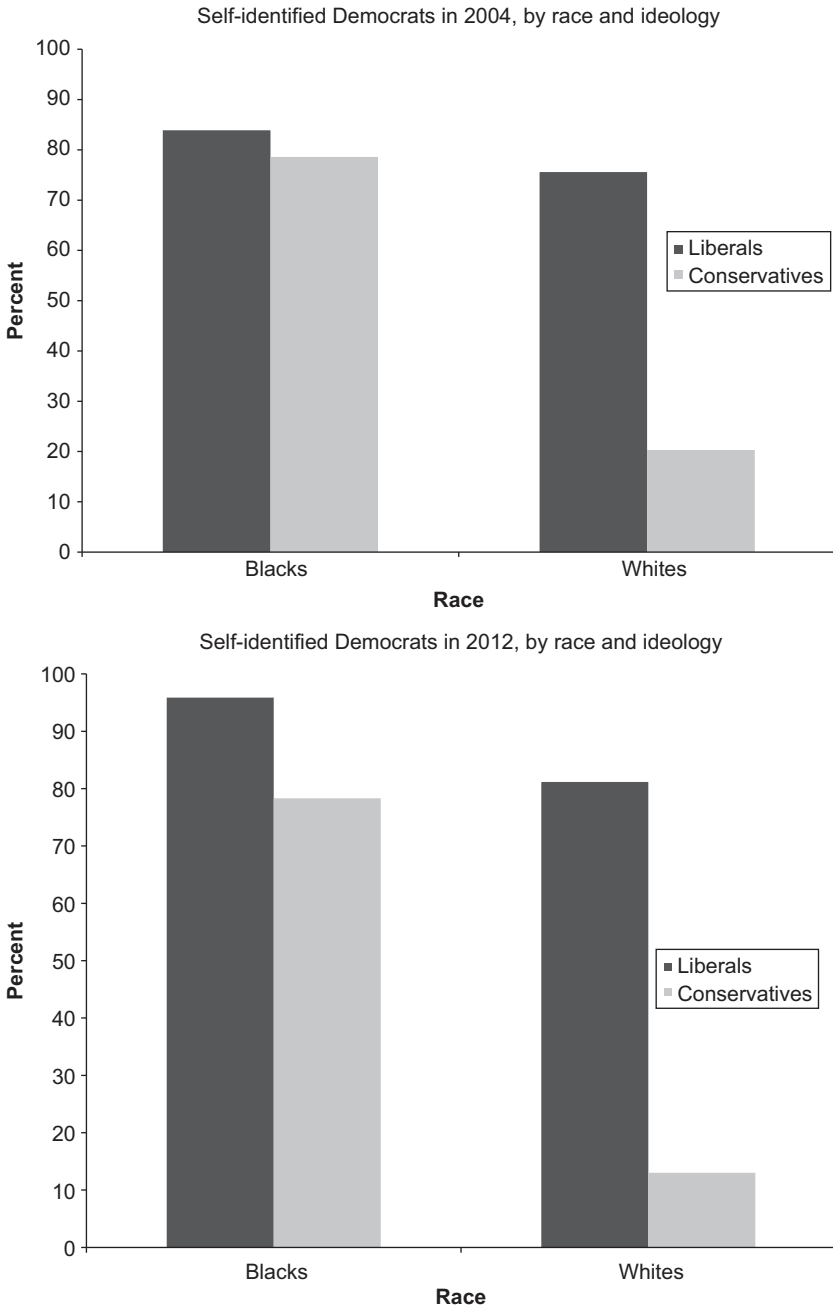 Self-identified Democrats in 2004, by race and ideology
100
90
80
70
60
50
40
30
20
10
0
Percent
Liberals
Conservatives
Blacks
Whites
Race
Self-identified Democrats in 2012, by race and ideology
100
90
80
70
60
50
40
30
20
10
0
Percent
Liberals
Conservatives
Blacks
Whites
Race